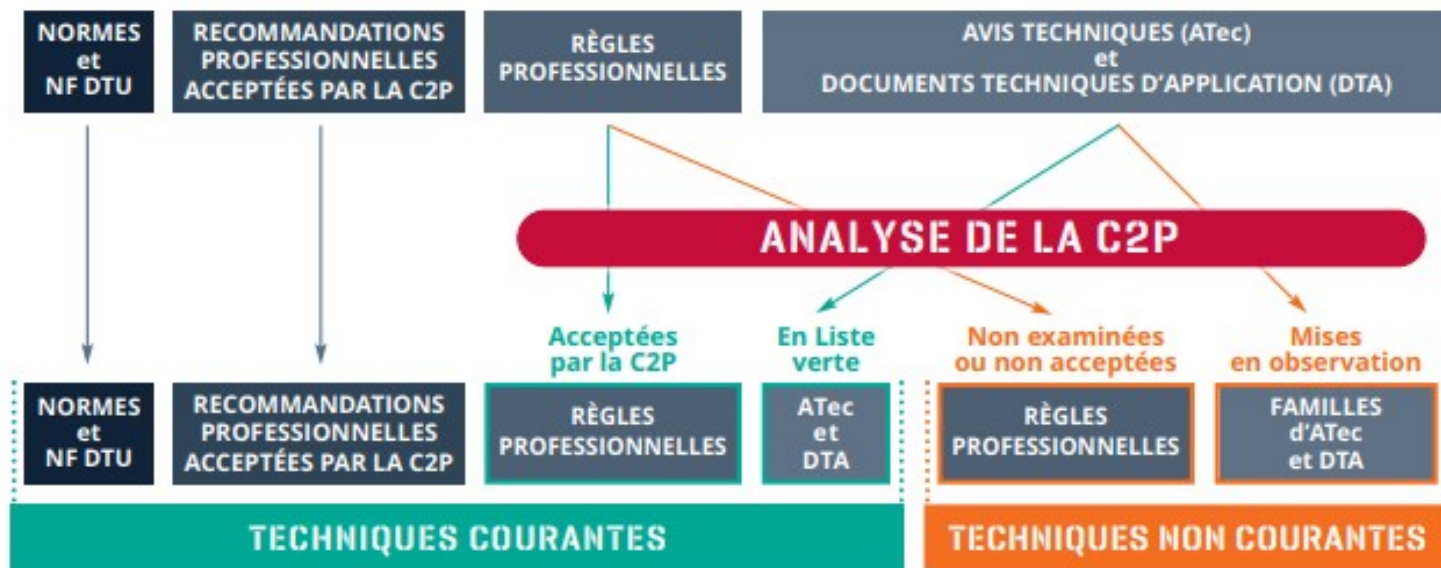 NORMES
et
NF DTU
RECOMMANDATIONS
PROFESSIONNELLES
ACCEPTÉES PAR LA C2P
RÈGLES
PROFESSIONNELLES
AVIS TECHNIQUES (ATec)
et
DOCUMENTS TECHNIQUES D'APPLICATION (DTA)
ANALYSE DE LA C2P
Acceptées
par la C2P
En Liste
verte
Non examinées
ou non acceptées
Mises
en observation
NORMES
et
NF DTU
RECOMMANDATIONS
PROFESSIONNELLES
ACCEPTÉES PAR LA C2P
RÈGLES
PROFESSIONNELLES
ATec
et
DTA
RÈGLES
PROFESSIONNELLES
FAMILLES
d'ATec
et DTA
TECHNIQUES COURANTES
TECHNIQUES NON COURANTES